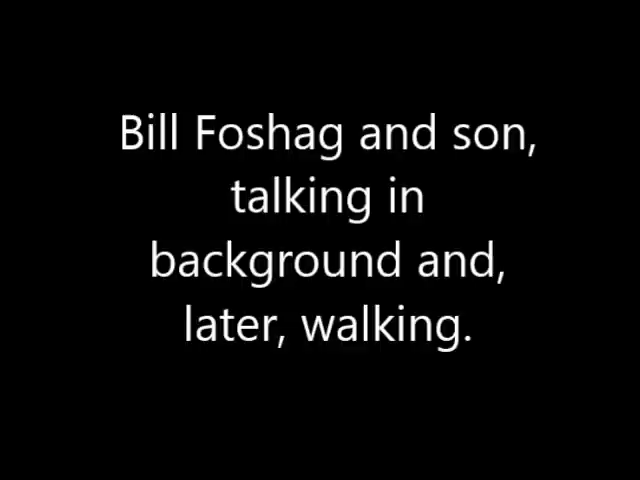 Bill Foshag and son,
talking in
background and,
later, walking.